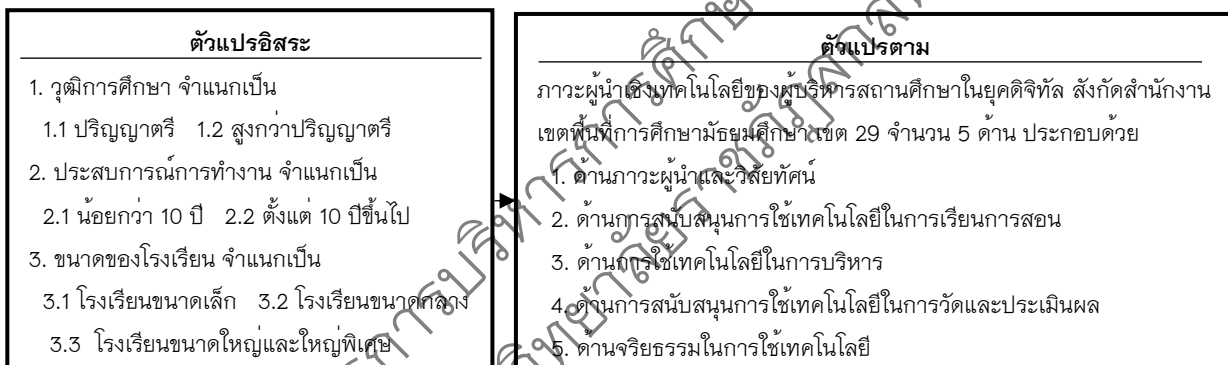 ตัวแปรอิสระ
1. วุฒิการศึกษา จำแนกเป็น
1.1 ปริญญาตรี 1.2 สูงกว่าปริญญาตรี
2. ประสบการณ์การทำงาน จำแนกเป็น
2.1 น้อยกว่า 10 ปี 2.2 ตั้งแต่ 10 ปีขึ้นไป
3. ขนาดของโรงเรียน จำแนกเป็น
3.1 โรงเรียนขนาดเล็ก 3.2 โรงเรียนขนาดกลาง
3.3 โรงเรียนขนาดใหญ่และใหญ่พิเศษ
ตัวแปรตาม
ภาวะผู้นำเชิงเทคโนโลยีของผู้บริหารสถานศึกษาในยุคดิจิทัล สังกัดสำนักงาน
เขตพื้นที่การศึกษามัธยมศึกษา เขต 29 จำนวน 5 ด้าน ประกอบด้วย
1. ด้านภาวะผู้นำและวิสัยทัศน์
2. ด้านการสนับสนุนการใช้เทคโนโลยีในการเรียนการสอน
3. ด้านการใช้เทคโนโลยีในการบริหาร
4. ด้านการสนับสนุนการใช้เทคโนโลยีในการวัดและประเมินผล
5. ด้านจริยธรรมในการใช้เทคโนโลยี